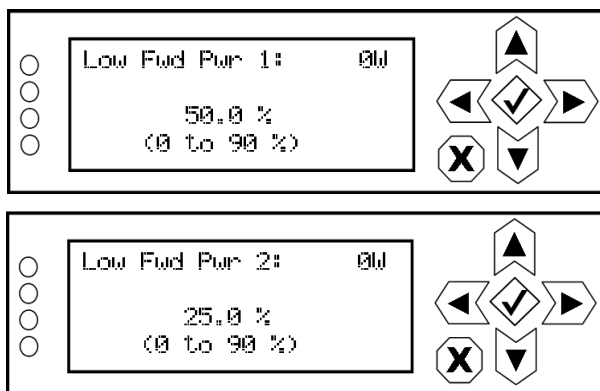 Low Fwd Pwr 1: 0W
50.0 %
(0 to 90 %)
X
Low Fwd Pwr 2: 0W
25.0 %
(0 to 90 %)
X